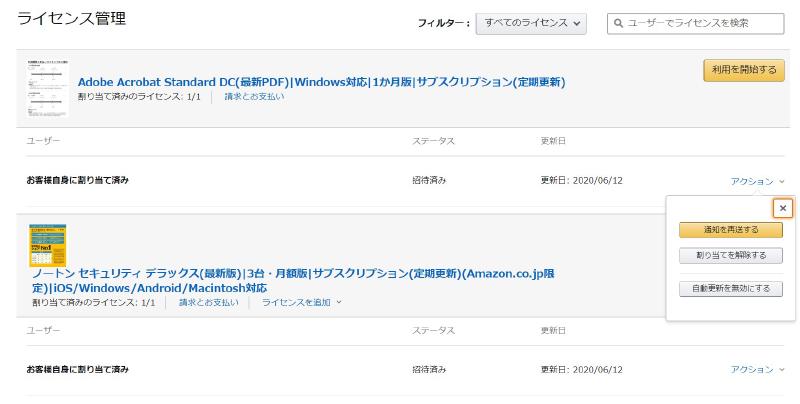 ライセンス管理
フィルター： すべてのライセンス ユーザーでライセンスを検索
Adobe Acrobat Standard DC(最新PDF)|Windows対応|1か月版|サブスクリプション(定期更新)
利用を開始する
割り当て済みのライセンス: 1/1 請求とお支払い
ユーザー ステータス 更新日
お客様自身に割り当て済み 招待済み 更新日: 2020/06/12 アクション
×
通知を再送する
割り当てを解除する
自動更新を無効にする
ノートン セキュリティ デラックス(最新版)|3台・月額版|サブスクリプション(定期更新)(Amazon.co.jp限
定)|iOS/Windows/Android/Macintosh対応
割り当て済みのライセンス: 1/1 請求とお支払い ライセンスを追加
ユーザー ステータス 更新日
お客様自身に割り当て済み 招待済み 更新日: 2020/06/12 アクション